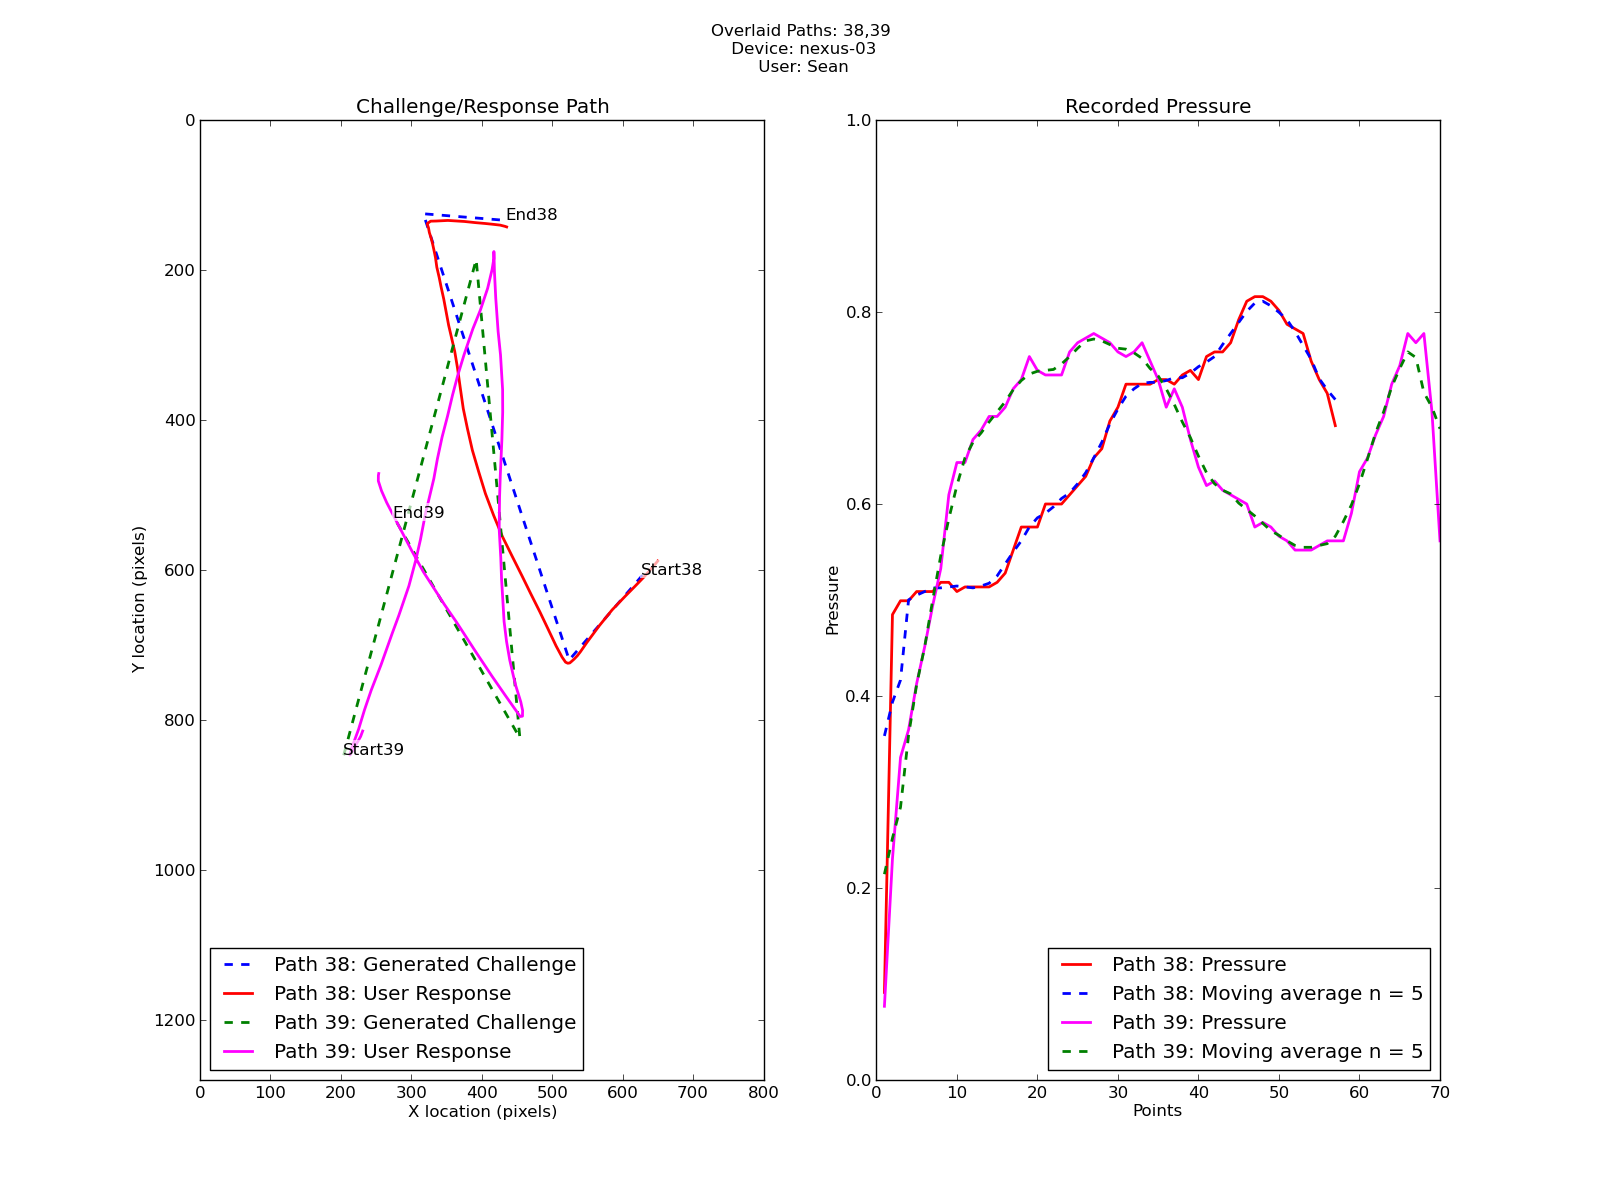 Overlaid Paths: 38,39
Device: nexus-03
User: Sean
Challenge/Response Path
0
200
400
600
800
1000
1200
Y location (pixels)
End38
End39
Start38
Start39
Path 38: Generated Challenge
Path 38: User Response
Path 39: Generated Challenge
Path 39: User Response
0 100 200 300 400 500 600 700 800
X location (pixels)
Recorded Pressure
1.0
0.8
0.6
0.4
0.2
0.0
Pressure
Path 38: Pressure
Path 38: Moving average n = 5
Path 39: Pressure
Path 39: Moving average n = 5
0 10 20 30 40 50 60 70
Points